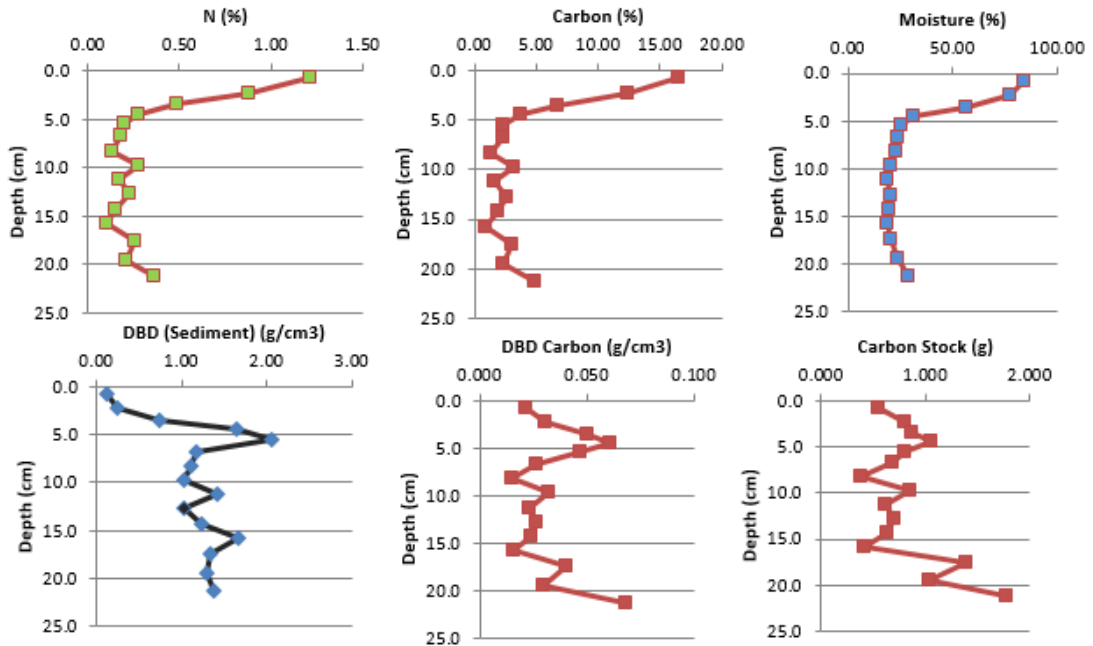 N (%)
0.00 0.50 1.00 1.50
0.0
5.0
10.0
15.0
20.0
25.0
Depth (cm)
Carbon (%)
0.00 5.00 10.00 15.00 20.00
0.0
5.0
10.0
15.0
20.0
25.0
Depth (cm)
Moisture (%)
0.00 50.00 100.00
0.0
5.0
10.0
15.0
20.0
25.0
Depth (cm)
DBD (Sediment) (g/cm3)
0.00 1.00 2.00 3.00
0.0
5.0
10.0
15.0
20.0
25.0
Depth (cm)
DBD Carbon (g/cm3)
0.000 0.050 0.100
0.0
5.0
10.0
15.0
20.0
25.0
Depth (cm)
Carbon Stock (g)
0.000 1.000 2.000
0.0
5.0
10.0
15.0
20.0
25.0
Depth (cm)